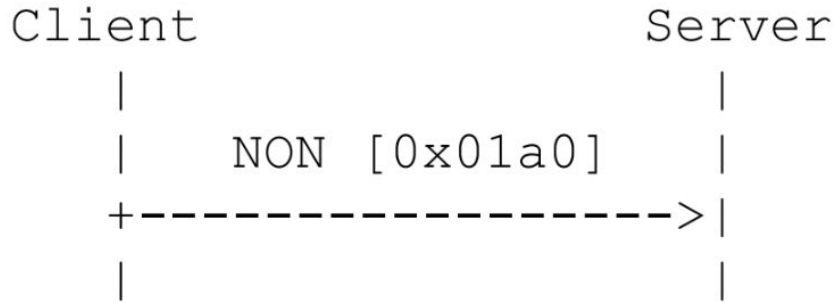 Client Server
| |
| NON [0x01a0] |
+------------------>|
| |